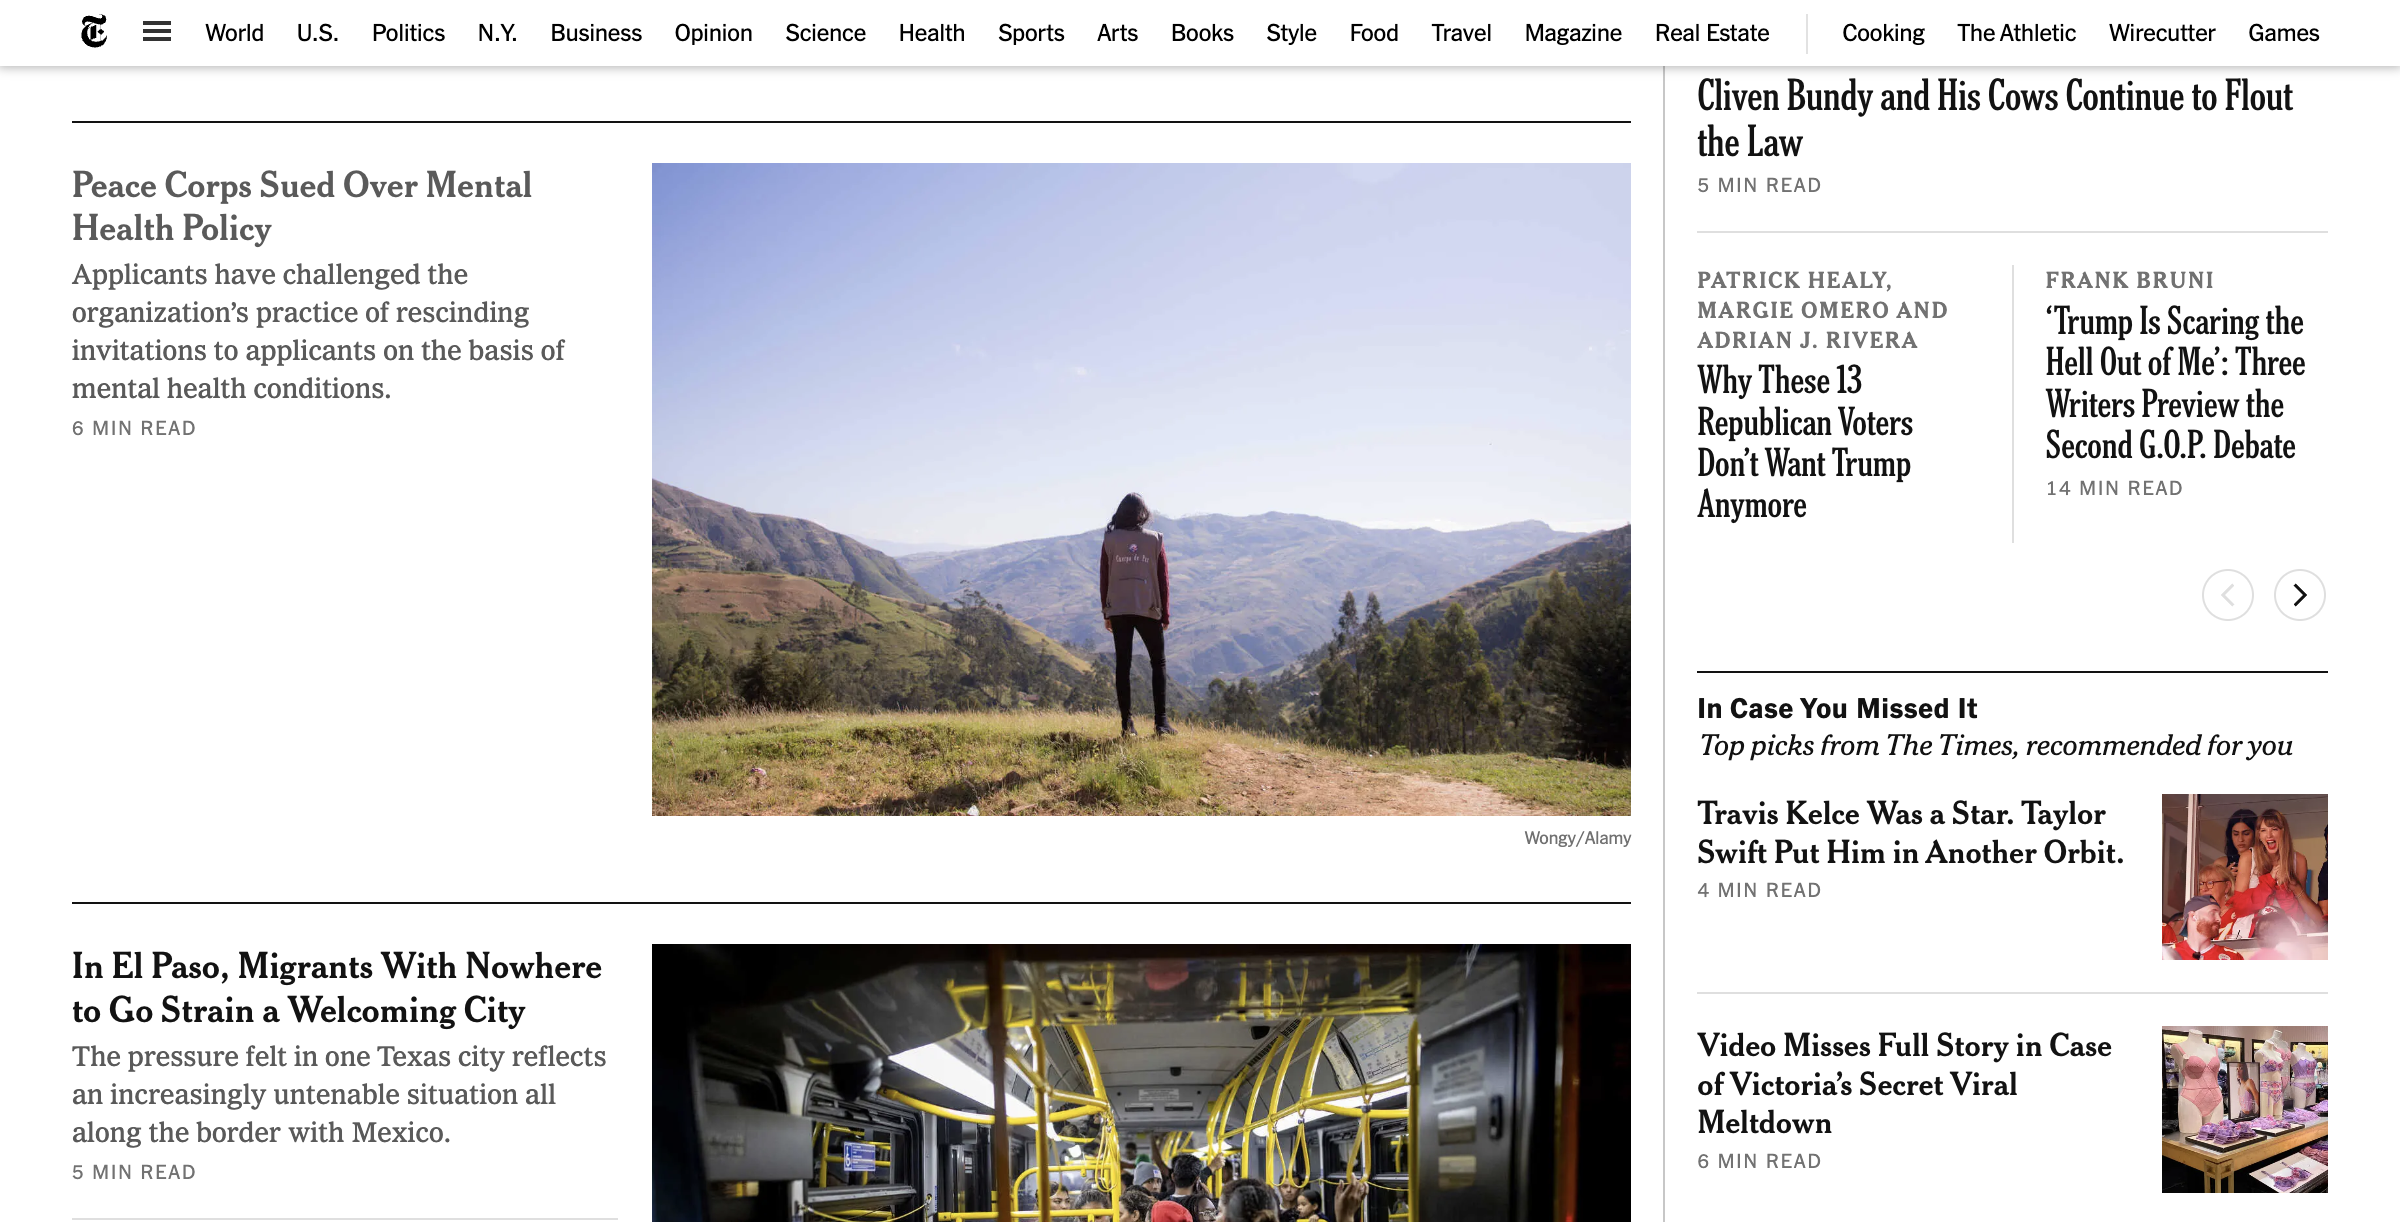 World U.S. Politics N.Y. Business Opinion Science Health Sports Arts Books Style Food Travel Magazine Real Estate Cooking The Athletic Wirecutter Games
Peace Corps Sued Over Mental
Health Policy
Applicants have challenged the
organization’s practice of rescinding
invitations to applicants on the basis of
mental health conditions.
6 MIN READ
Cuerpo de Paz
Wongy/Alamy
In El Paso, Migrants With Nowhere
to Go Strain a Welcoming City
The pressure felt in one Texas city reflects
an increasingly untenable situation all
along the border with Mexico.
5 MIN READ
Cliven Bundy and His Cows Continue to Flout
the Law
5 MIN READ
PATRICK HEALY,
MARGIE OMERO AND
ADRIAN J. RIVERA
Why These 13
Republican Voters
Don’t Want Trump
Anymore
FRANK BRUNI
‘Trump Is Scaring the
Hell Out of Me’: Three
Writers Preview the
Second G.O.P. Debate
14 MIN READ
In Case You Missed It
Top picks from The Times, recommended for you
Travis Kelce Was a Star. Taylor
Swift Put Him in Another Orbit.
4 MIN READ
Video Misses Full Story in Case
of Victoria’s Secret Viral
Meltdown
6 MIN READ